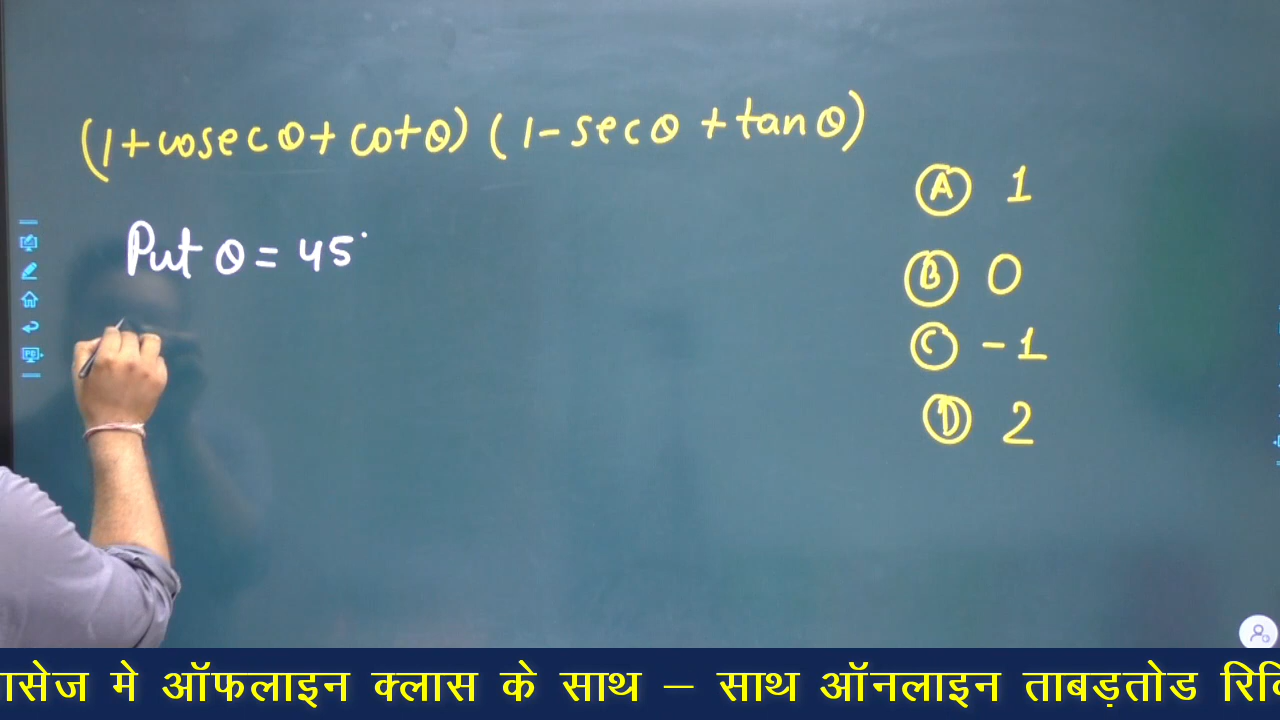 (1+cosecθ+cotθ) (1-secθ+tanθ)
Put θ = 45°
A 1
B 0
C -1
D 2
ासेज मे ऑफलाइन क्लास के साथ – साथ ऑनलाइन ताबड़तोड